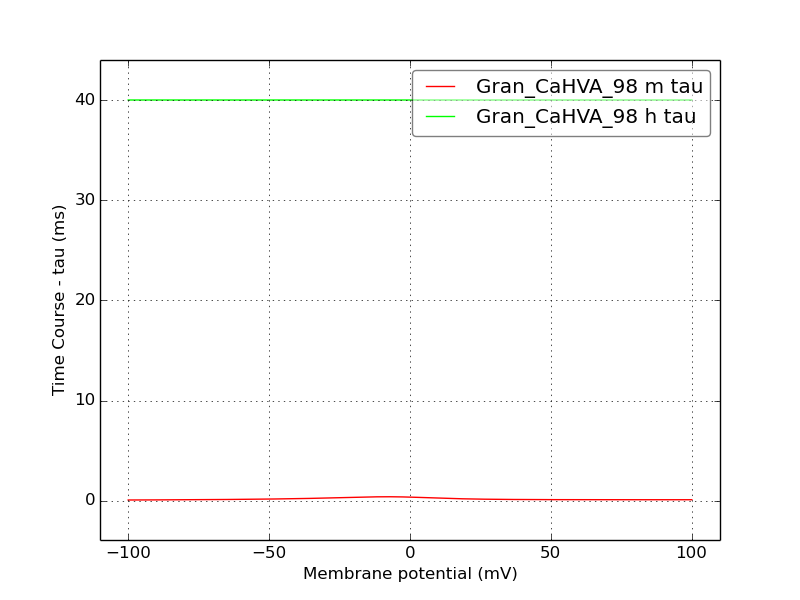 Gran_CaHVA_98 m tau
Gran_CaHVA_98 h tau
40
30
20
10
0
Time Course - tau (ms)
−100 −50 0 50 100
Membrane potential (mV)